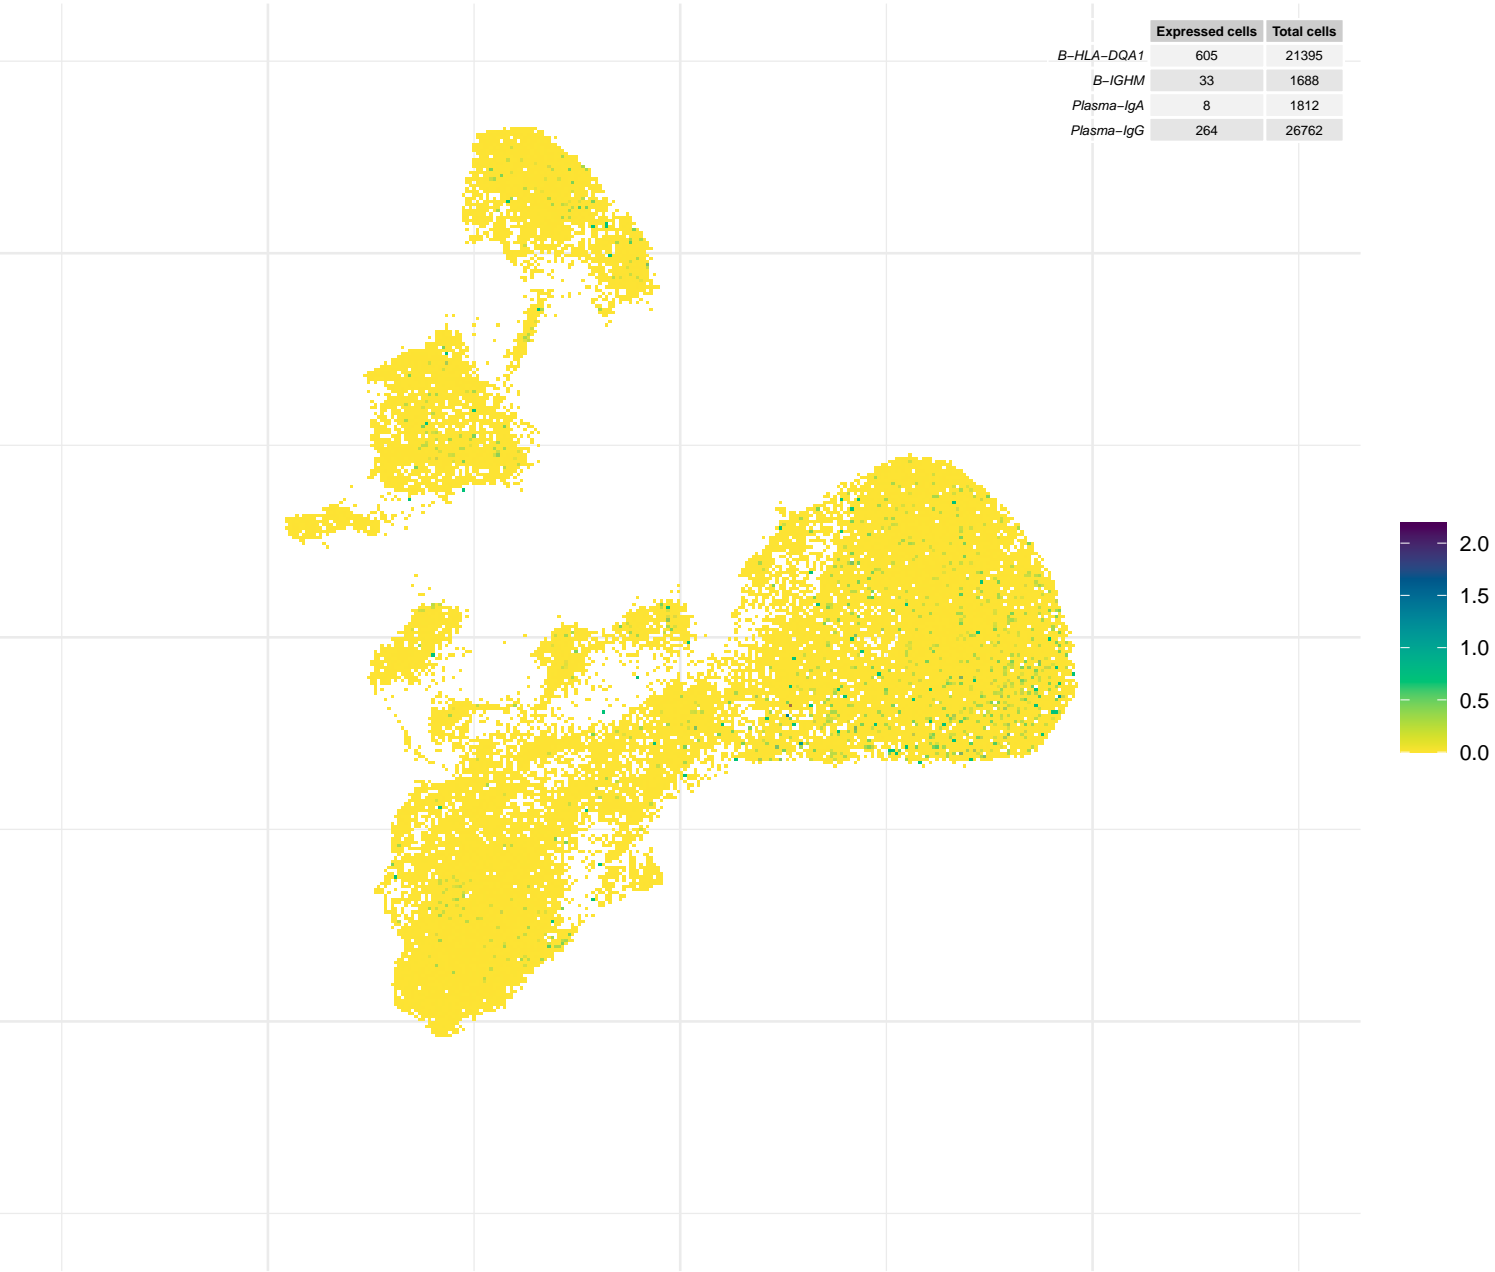 Expressed cells Total cells
B−HLA−DQA1 605 21395
B−IGHM 33 1688
Plasma−IgA 8 1812
Plasma−IgG 264 26762
2.0
1.5
1.0
0.5
0.0